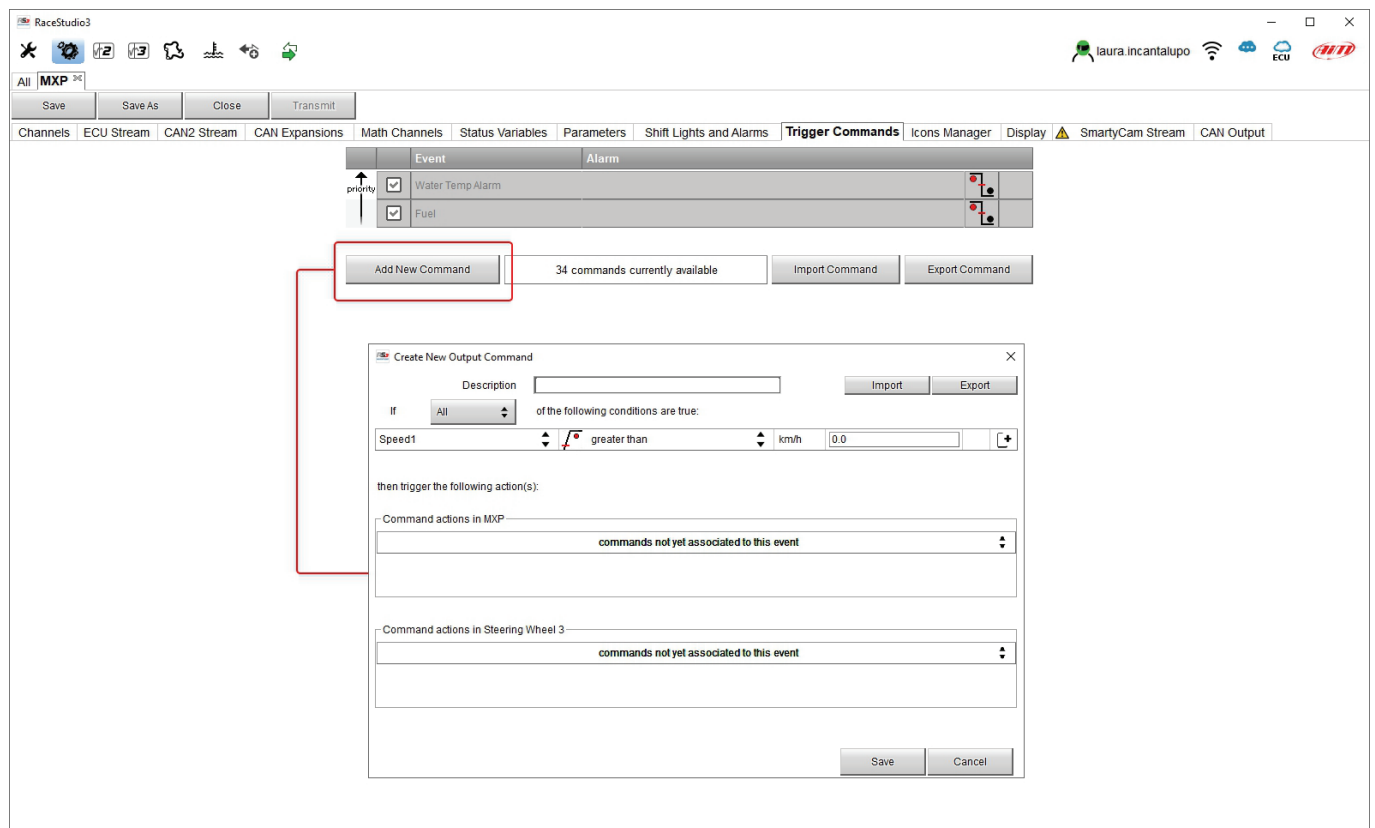 RaceStudio3
laura.incantalupo
ECU
AiM
All MXP
Save Save As Close Transmit
Channels ECU Stream CAN2 Stream CAN Expansions Math Channels Status Variables Parameters Shift Lights and Alarms Trigger Commands Icons Manager Display SmartyCam Stream CAN Output
Event Alarm
priority
Water Temp Alarm
Fuel
Add New Command 34 commands currently available Import Command Export Command
Create New Output Command
Description Import Export
If All of the following conditions are true:
Speed1 greater than km/h 0.0
then trigger the following action(s):
Command actions in MXP
commands not yet associated to this event
Command actions in Steering Wheel 3
commands not yet associated to this event
Save Cancel